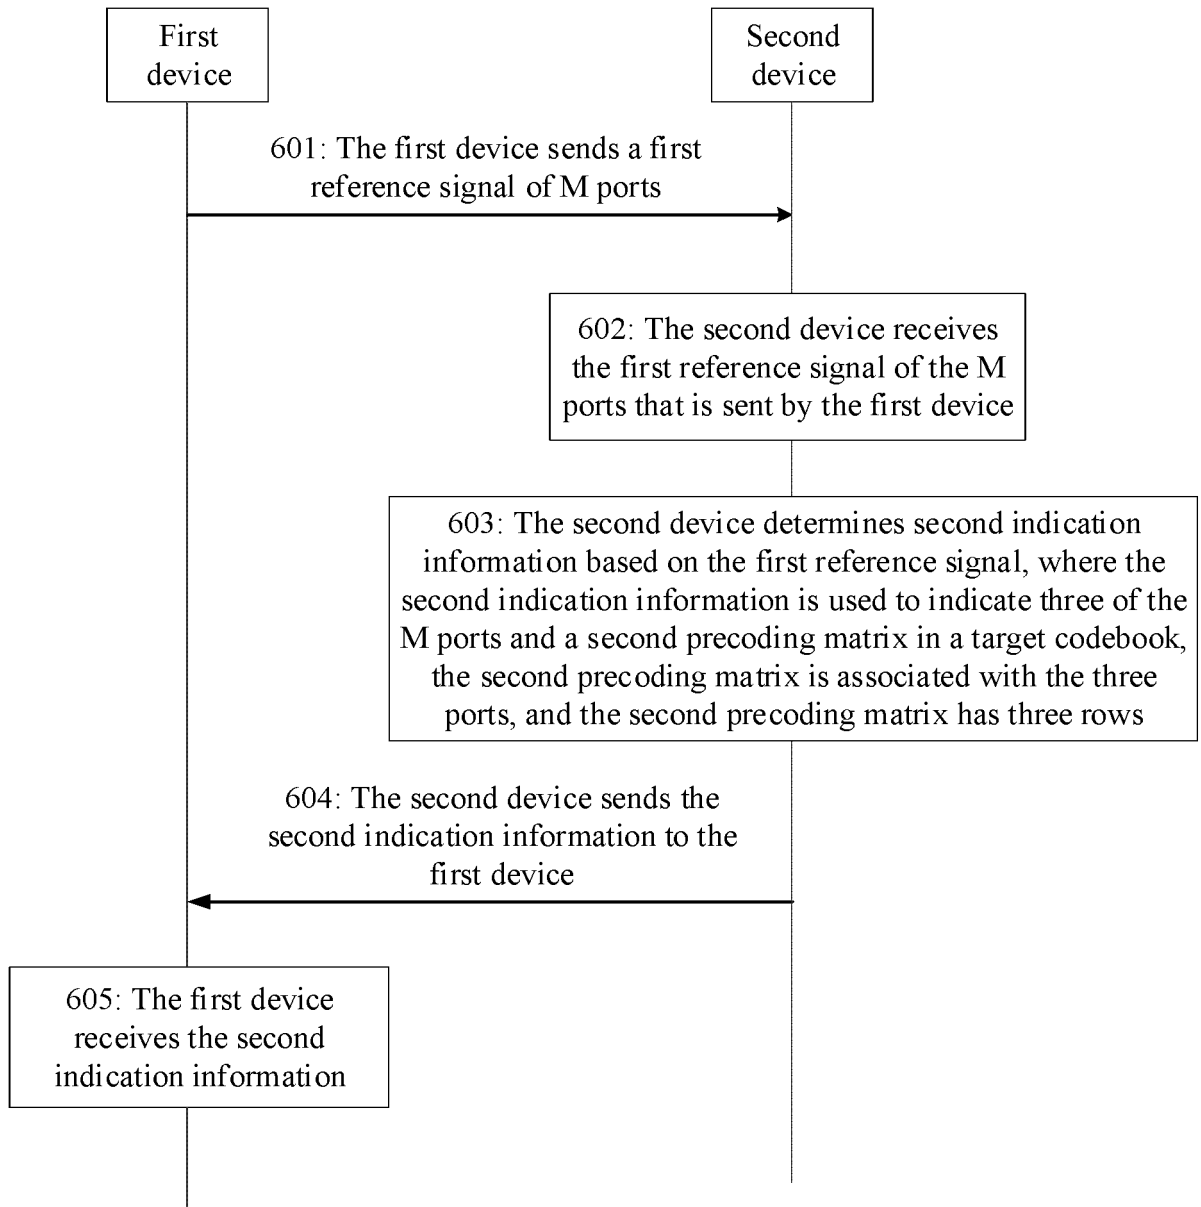 First
device
Second
device
601: The first device sends a first
reference signal of M ports
602: The second device receives
the first reference signal of the M
ports that is sent by the first device
603: The second device determines second indication
information based on the first reference signal, where the
second indication information is used to indicate three of the
M ports and a second precoding matrix in a target codebook,
the second precoding matrix is associated with the three
ports, and the second precoding matrix has three rows
604: The second device sends the
second indication information to the
first device
605: The first device
receives the second
indication information